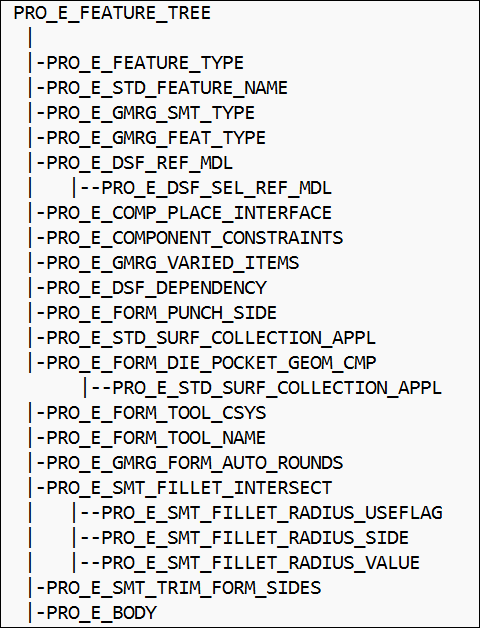 PRO_E_FEATURE_TREE
|
|-PRO_E_FEATURE_TYPE
|-PRO_E_STD_FEATURE_NAME
|-PRO_E_GMRG_SMT_TYPE
|-PRO_E_GMRG_FEAT_TYPE
|-PRO_E_DSF_REF_MDL
|   |--PRO_E_DSF_SEL_REF_MDL
|-PRO_E_COMP_PLACE_INTERFACE
|-PRO_E_COMPONENT_CONSTRAINTS
|-PRO_E_GMRG_VARIED_ITEMS
|-PRO_E_DSF_DEPENDENCY
|-PRO_E_FORM_PUNCH_SIDE
|-PRO_E_STD_SURF_COLLECTION_APPL
|-PRO_E_FORM_DIE_POCKET_GEOM_CMP
     |--PRO_E_STD_SURF_COLLECTION_APPL
|-PRO_E_FORM_TOOL_CSYS
|-PRO_E_FORM_TOOL_NAME
|-PRO_E_GMRG_FORM_AUTO_ROUNDS
|-PRO_E_SMT_FILLET_INTERSECT
|   |--PRO_E_SMT_FILLET_RADIUS_USEFLAG
|   |--PRO_E_SMT_FILLET_RADIUS_SIDE
|   |--PRO_E_SMT_FILLET_RADIUS_VALUE
|-PRO_E_SMT_TRIM_FORM_SIDES
|-PRO_E_BODY